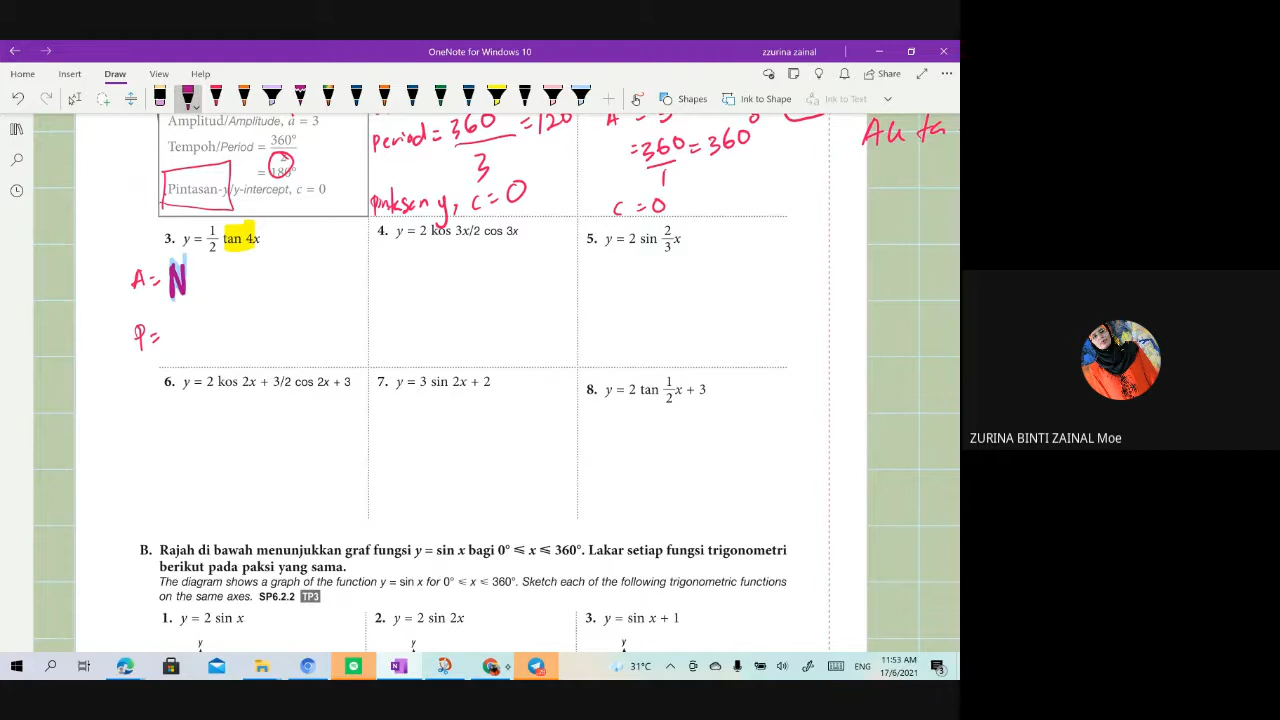 OneNote for Windows 10
zzurina zainal
Home Insert Draw View Help
Share
Shapes Ink to Shape Ink to Text
Amplitud/Amplitude, a = 3
Tempoh/Period = 360°
= 180°
Pintasan-y/y-intercept, c = 0
Period = 360/3 = 120
pintasan y, c = 0
= 360/1 = 360°
c = 0
3. y = 1/2 tan 4x
A = N
P =
4. y = 2 kos 3x/2 cos 3x
5. y = 2 sin 2/3 x
6. y = 2 kos 2x + 3/2 cos 2x + 3
7. y = 3 sin 2x + 2
8. y = 2 tan 1/2 x + 3
B. Rajah di bawah menunjukkan graf fungsi y = sin x bagi 0° ⩽ x ⩽ 360°. Lakar setiap fungsi trigonometri
berikut pada paksi yang sama.
The diagram shows a graph of the function y = sin x for 0° ⩽ x ⩽ 360°. Sketch each of the following trigonometric functions
on the same axes. SP6.2.2 TP3
1. y = 2 sin x
2. y = 2 sin 2x
3. y = sin x + 1
y y y
31°C
ENG
11:53 AM
17/6/2021
ZURINA BINTI ZAINAL Moe